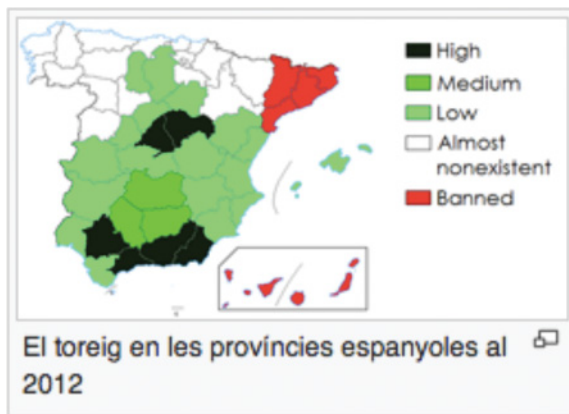 High
Medium
Low
Almost
nonexistent
Banned
El toreig en les províncies espanyoles al
2012